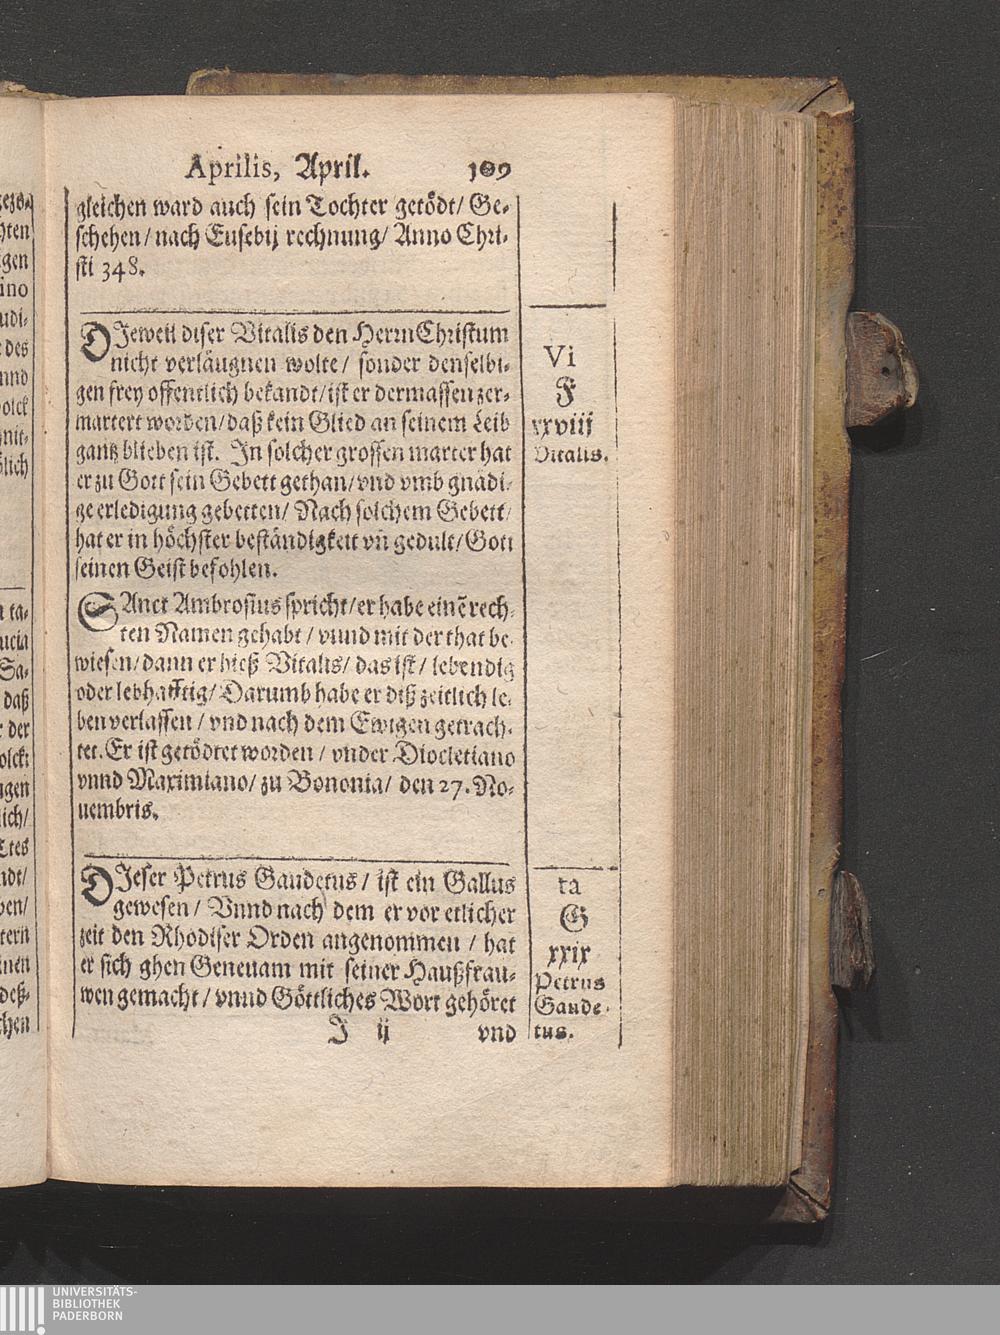 Aprilis, April. 109
gleichen ward auch sein Tochter getödt/ Ge-
schehen/ nach Eusebij rechnung/ Anno Chri-
sti 348.
DIeweil diser Vitalis den Herrn Christum
nicht verläugnen wolte/ sonder denselbi-
gen frey offentlich bekandt/ ist er dermassen zer-
martert worden/ daß kein Glied an seinem Leib
gantz blieben ist. In solcher grossen marter hat
er zu Gott sein Gebett gethan/ vnd vmb gnädi-
ge erledigung gebetten/ Nach solchem Gebett/
hat er in höchster beständigkeit vñ gedult/ Gott
seinen Geist befohlen.
SAnct Ambrosius spricht/ er habe einẽ rech-
ten Namen gehabt/ vnnd mit der that be-
wiesen/ dann er hieß Vitalis/ das ist/ lebendig
oder lebhafftig/ Darumb habe er diß zeitlich le-
ben verlassen/ vnd nach dem Ewigen getrach-
tet. Er ist getödtet worden/ vnder Diocletiano
vnnd Maximiano/ zu Bononia/ den 27. No-
uembris.
DIeser Petrus Gaudetus/ ist ein Gallus
gewesen/ Vnnd nach dem er vor etlicher
zeit den Rhodiser Orden angenommen/ hat
er sich ghen Geneuam mit seiner Haußfrau-
wen gemacht/ vnnd Göttliches Wort gehöret
J ij vnd
Vi
F
xxviij
Vitalis.
ta
G
xxix
Petrus
Gaude-
tus.
UNIVERSITÄTS-
BIBLIOTHEK
PADERBORN